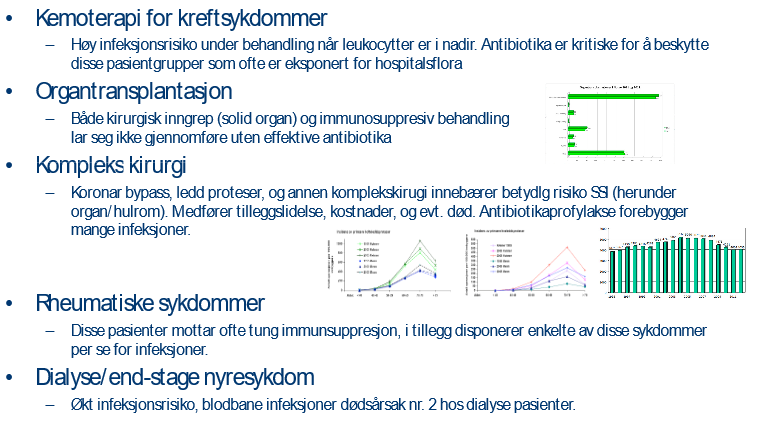 • Kemoterapi for kreftsykdommer
– Høy infeksjonsrisiko under behandling når leukocytter er i nadir. Antibiotika er kritiske for å beskytte
disse pasientgrupper som ofte er eksponert for hospitalsflora
• Organtransplantasjon
– Både kirurgisk inngrep (solid organ) og immunosuppresiv behandling
lar seg ikke gjennomføre uten effektive antibiotika
• Kompleks kirurgi
– Koronar bypass, ledd proteser, og annen komplekskirugi innebærer betydlg risiko SSI (herunder
organ/hulrom). Medfører tilleggslidelse, kostnader, og evt. død. Antibiotikaprofylakse forebygger
mange infeksjoner.
• Rheumatiske sykdommer
– Disse pasienter mottar ofte tung immunsuppresjon, i tillegg disponerer enkelte av disse sykdommer
per se for infeksjoner.
• Dialyse/end-stage nyresykdom
– Økt infeksjonsrisiko, blodbane infeksjoner dødsårsak nr. 2 hos dialyse pasienter.